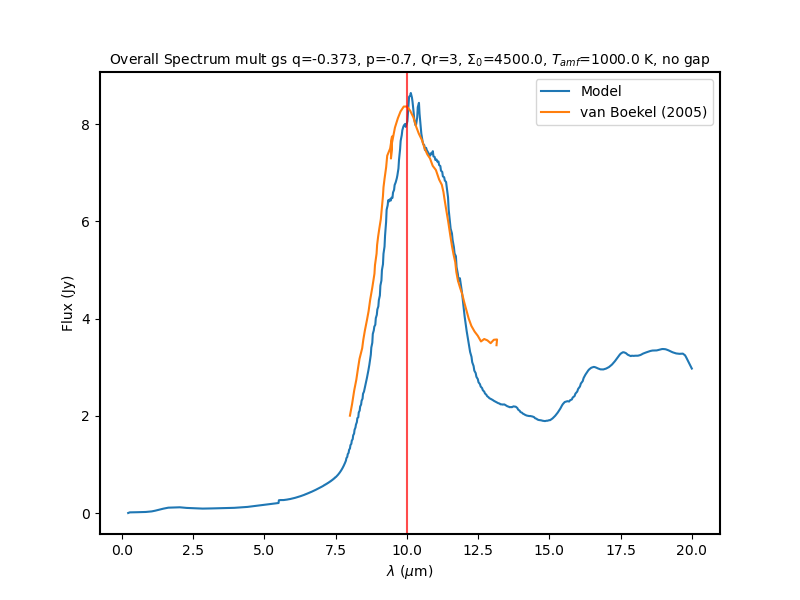 Overall Spectrum mult gs q=-0.373, p=-0.7, Qr=3, Σ₀=4500.0, T_amf=1000.0 K, no gap
Model
van Boekel (2005)
8
6
4
2
0
Flux (Jy)
0.0 2.5 5.0 7.5 10.0 12.5 15.0 17.5 20.0
λ (μm)